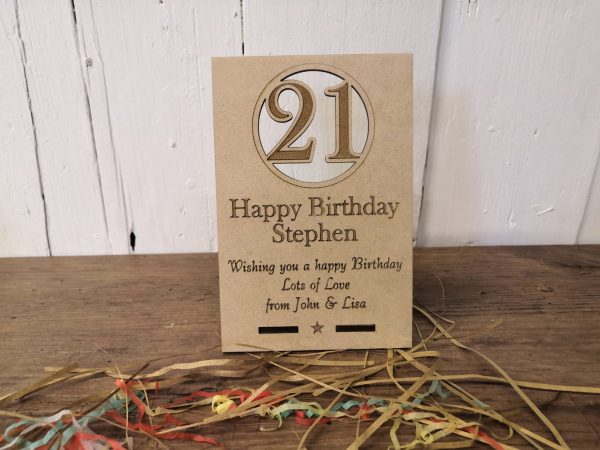 21
Happy Birthday
Stephen
Wishing you a happy Birthday
Lots of Love
from John & Lisa